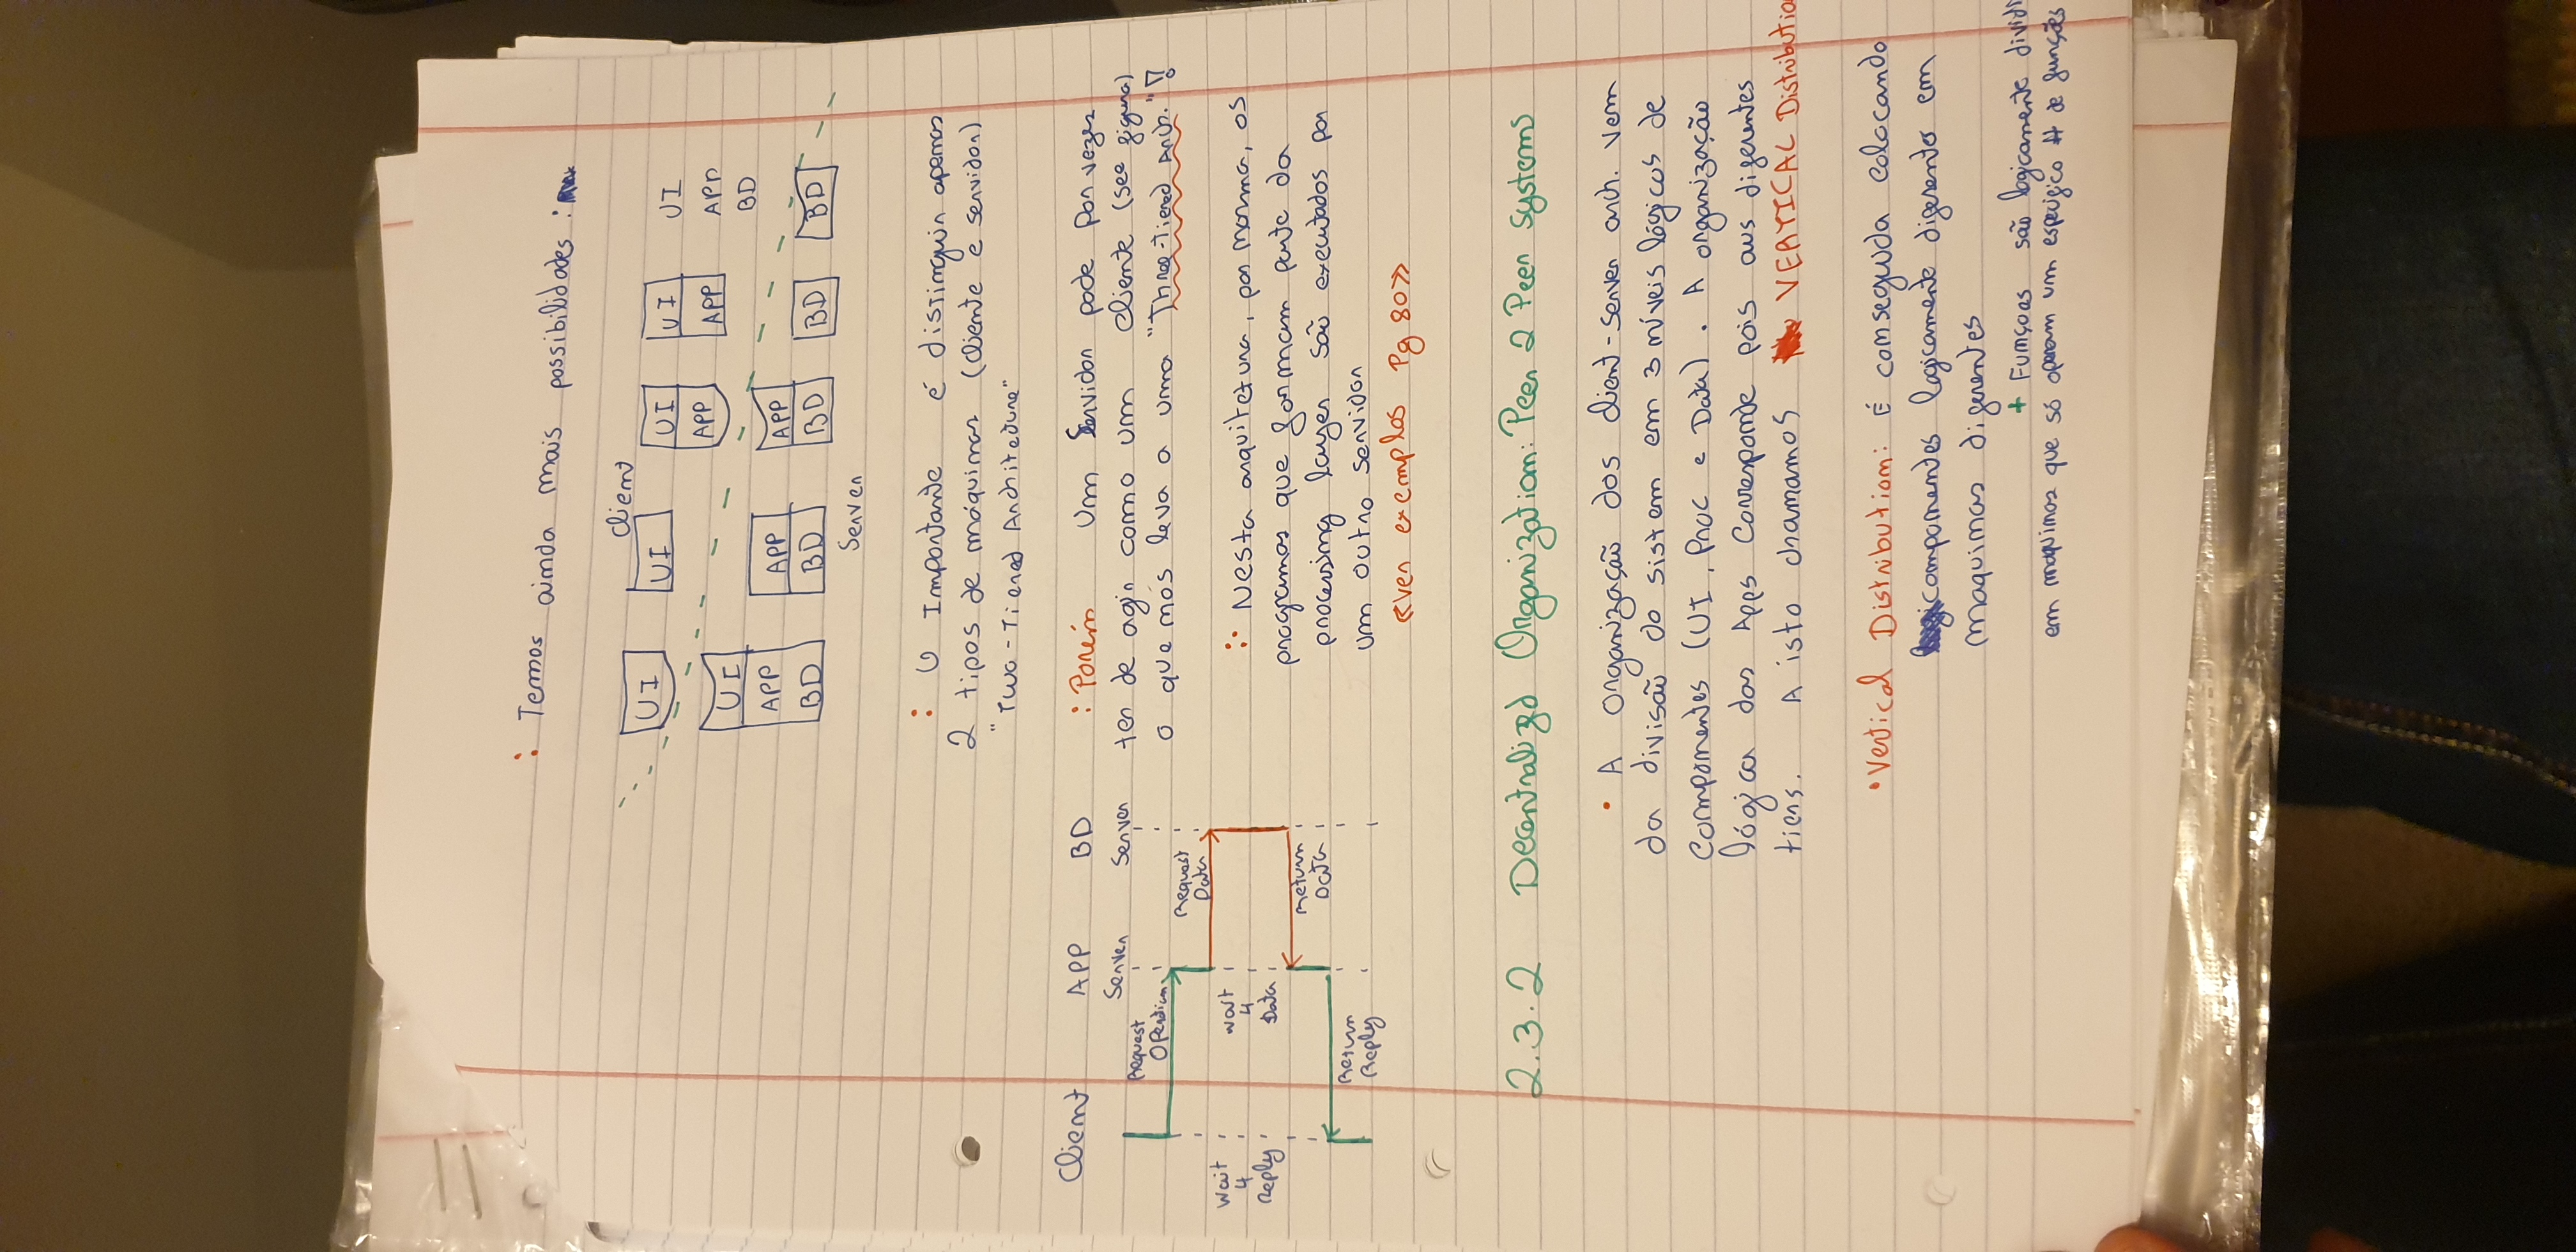 : Temos ainda mais possibilidades :
Client
UI UI UI UI UI
APP APP APP
BD
UI
APP APP APP
BD BD BD BD BD
Server
: O Importante é distinguir apenas
2 tipos de máquinas (cliente e servidor)
"Two-Tiered Architecture"
Client APP Server BD Server
Request Operation
Request Data
Wait 4 Reply
Wait 4 Data
Return Data
Return Reply
: Porém Um Servidor pode por vezes
ter de agir como um cliente (see figura)
o que nós leva a uma "Three-Tiered Arch."!
:· Nesta arquitetura, por norma, os
programas que formam parte da
processing layer são executados por
um outro servidor
«ver exemplos Pg 80»
2.3.2 Decentralized Organization: Peer 2 Peer systems
• A organização dos client-server arch. vem
da divisão do sistem em 3 níveis lógicos de
componentes (UI, Proc e Data). A organização
lógica das Apps corresponde pois aus diferentes
tiers. A isto chamamos VERTICAL Distributio
• Vertical Distribution: É conseguida colocando
componentes logicamente diferentes em
maquinas diferentes
+ Funçoes são logicamente dividi
em maquinas que só operam um especifico # de funções